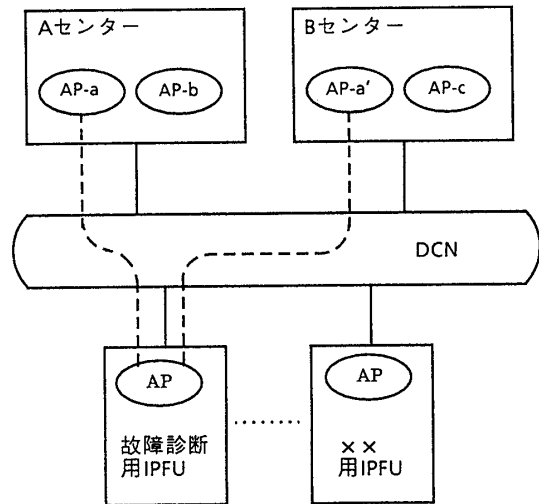 Aセンター
Bセンター
AP-a
AP-b
AP-a'
AP-c
DCN
AP
AP
故障診断
用IPFU
××
用IPFU